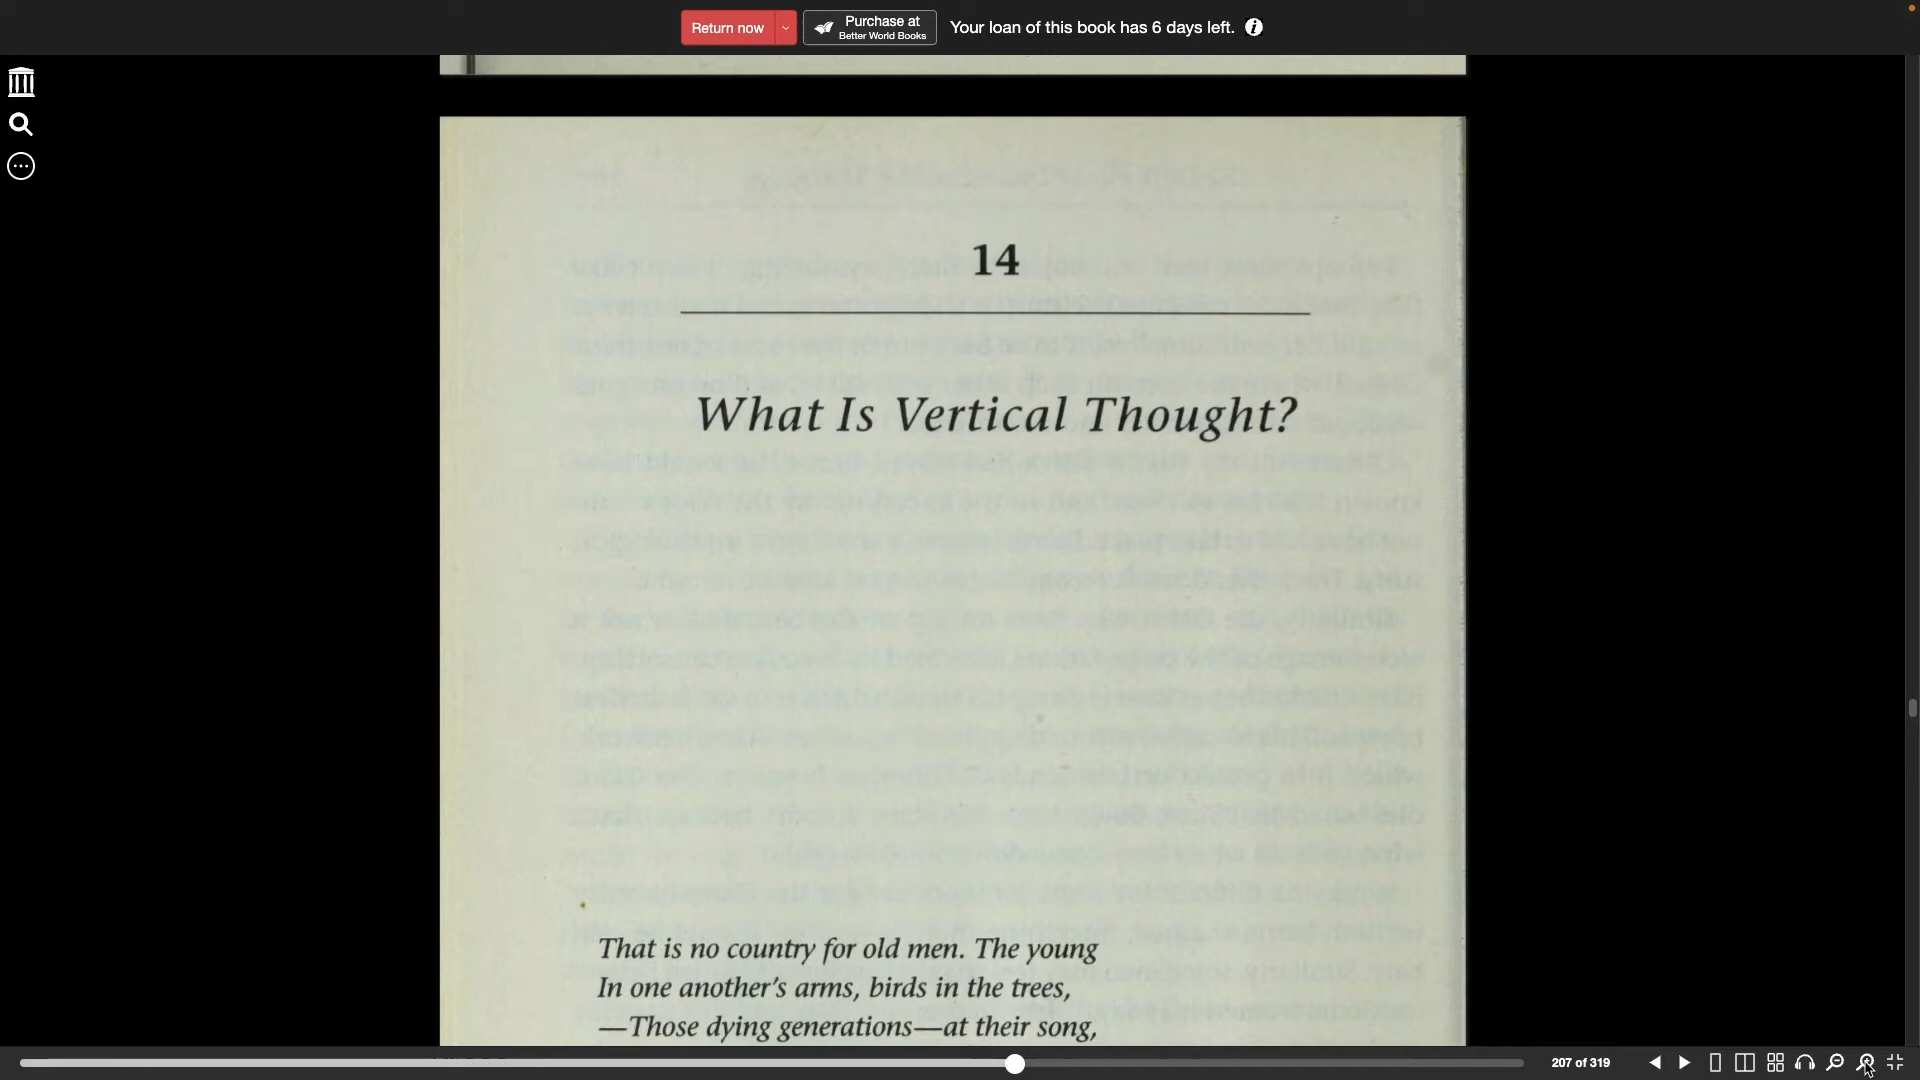 Return now
Purchase at
Better World Books
Your loan of this book has 6 days left.
14
What Is Vertical Thought?
That is no country for old men. The young
In one another's arms, birds in the trees,
—Those dying generations—at their song,
207 of 319